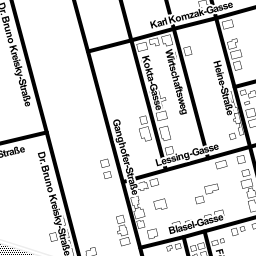 Karl Komzak-Gasse
Dr. Bruno Kreisky-Straße
Kokta-Gasse
Wirtschaftsweg
Heine-Straße
Ganghofer-Straße
Lessing-Gasse
Straße
Dr. Bruno Kreisky-Straße
Blasel-Gasse